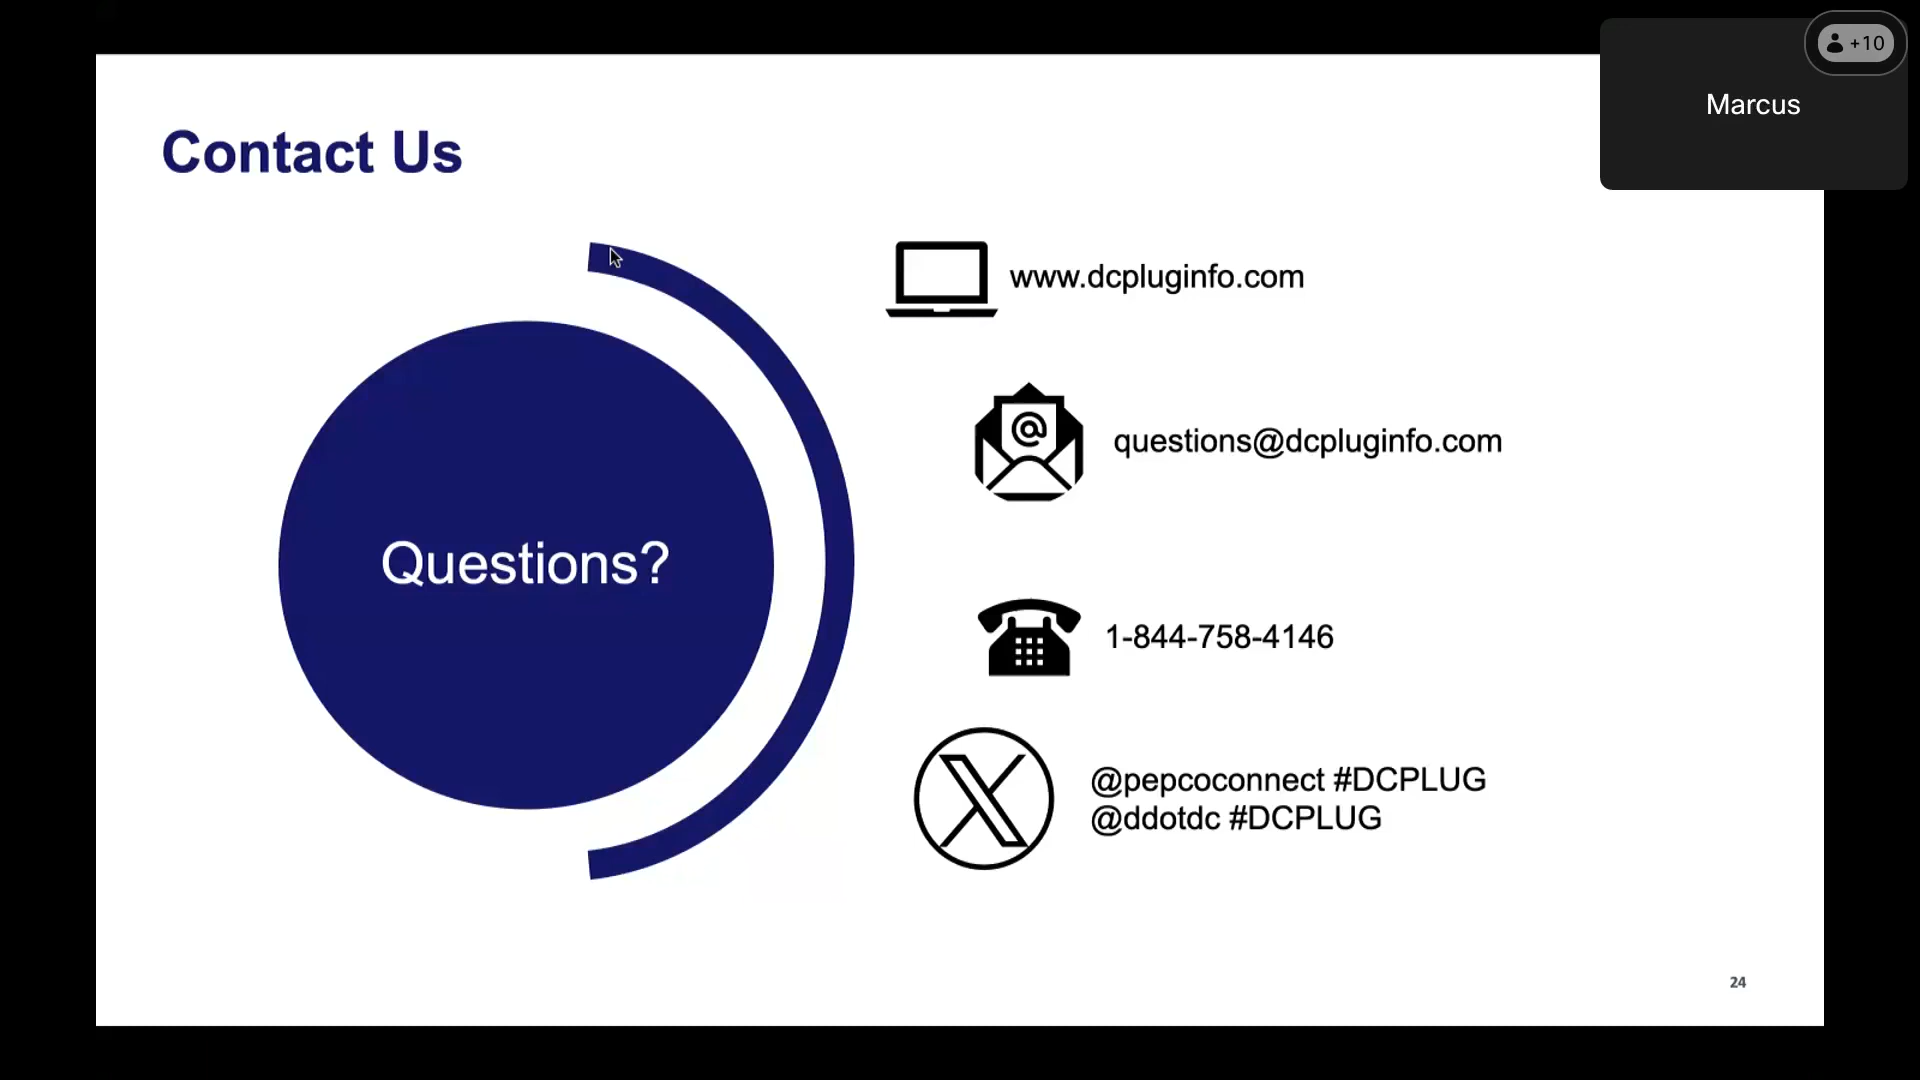 +10
Marcus
Contact Us
www.dcpluginfo.com
@
questions@dcpluginfo.com
Questions?
1-844-758-4146
X
@pepcoconnect #DCPLUG
@ddotdc #DCPLUG
24